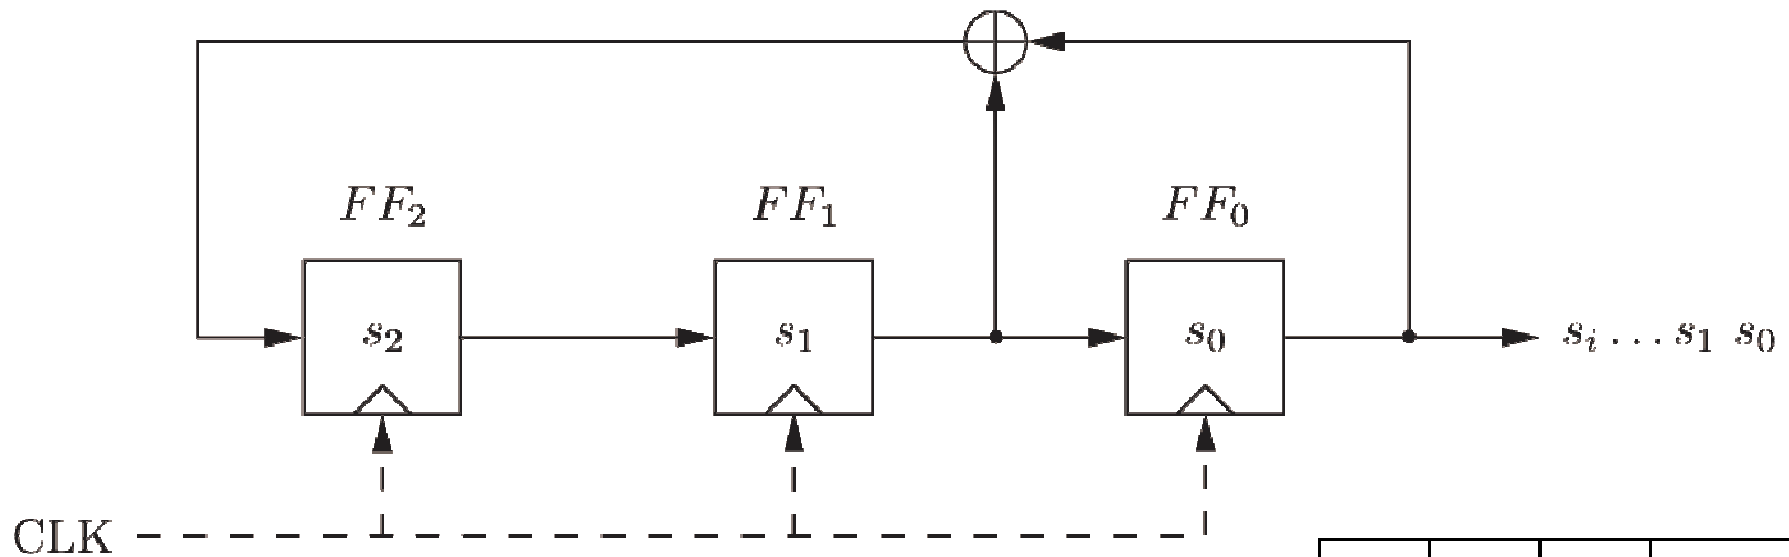 FF₂ FF₁ FF₀
s₂ s₁ s₀ sᵢ ... s₁ s₀
CLK